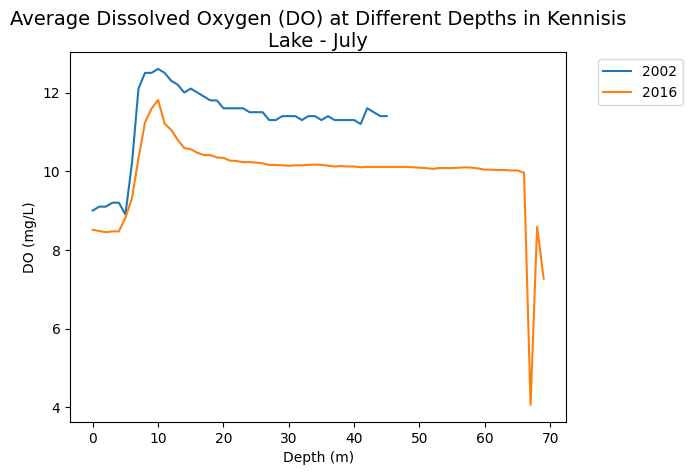 Average Dissolved Oxygen (DO) at Different Depths in Kennisis
Lake - July
2002
2016
12
10
8
6
4
DO (mg/L)
0 10 20 30 40 50 60 70
Depth (m)